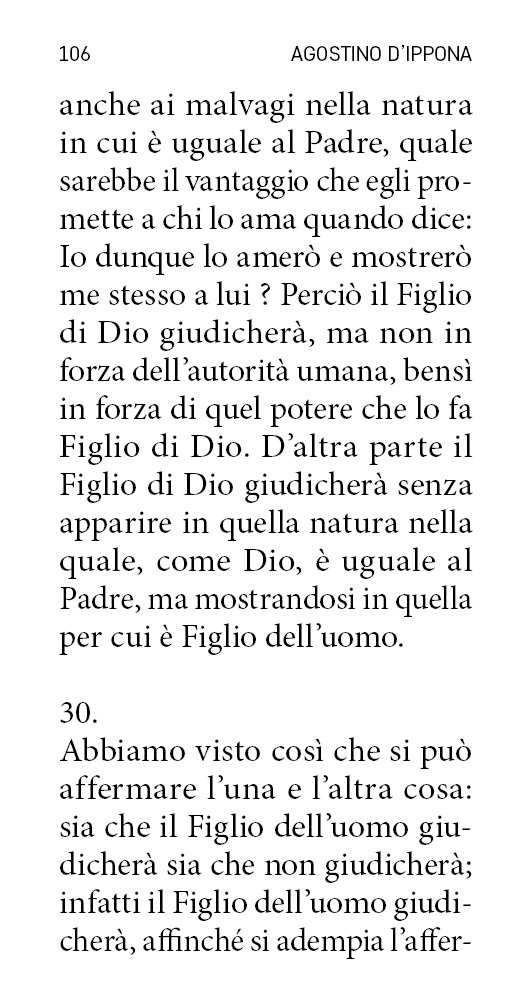 106 AGOSTINO D’IPPONA
anche ai malvagi nella natura
in cui è uguale al Padre, quale
sarebbe il vantaggio che egli pro-
mette a chi lo ama quando dice:
Io dunque lo amerò e mostrerò
me stesso a lui ? Perciò il Figlio
di Dio giudicherà, ma non in
forza dell’autorità umana, bensì
in forza di quel potere che lo fa
Figlio di Dio. D’altra parte il
Figlio di Dio giudicherà senza
apparire in quella natura nella
quale, come Dio, è uguale al
Padre, ma mostrandosi in quella
per cui è Figlio dell’uomo.

30.
Abbiamo visto così che si può
affermare l’una e l’altra cosa:
sia che il Figlio dell’uomo giu-
dicherà sia che non giudicherà;
infatti il Figlio dell’uomo giudi-
cherà, affinché si adempia l’affer-